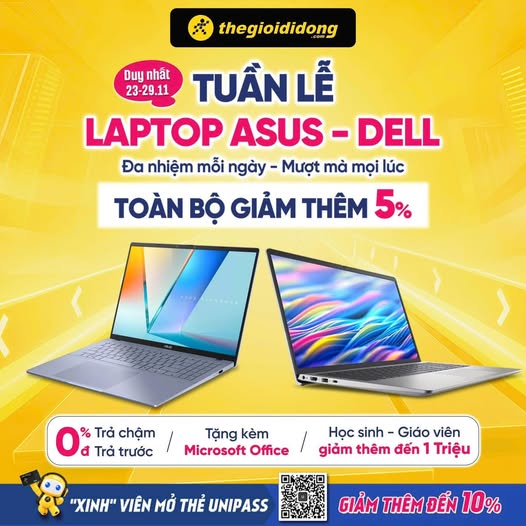 thegioididong
.com
Duy nhất
23-29.11
TUẦN LỄ
LAPTOP ASUS - DELL
Đa nhiệm mỗi ngày - Mượt mà mọi lúc
TOÀN BỘ GIẢM THÊM 5%
0% Trả chậm
đ Trả trước
Tặng kèm
Microsoft Office
Học sinh - Giáo viên
giảm thêm đến 1 Triệu
"XINH" VIÊN MỞ THẺ UNIPASS
GIẢM THÊM ĐẾN 10%